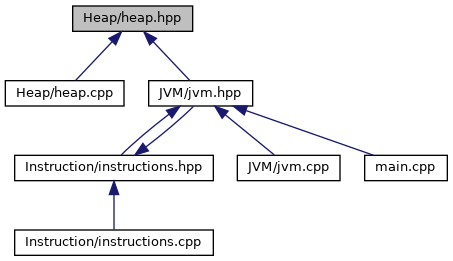 Heap/heap.hpp
Heap/heap.cpp
JVM/jvm.hpp
Instruction/instructions.hpp
JVM/jvm.cpp
main.cpp
Instruction/instructions.cpp